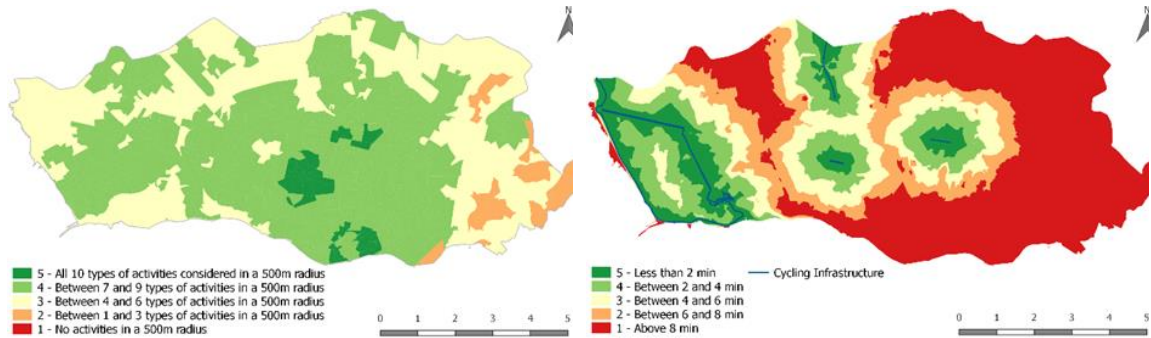 N
5 - All 10 types of activities considered in a 500m radius
4 - Between 7 and 9 types of activities in a 500m radius
3 - Between 4 and 6 types of activities in a 500m radius
2 - Between 1 and 3 types of activities in a 500m radius
1 - No activities in a 500m radius
0 1 2 3 4 5
N
5 - Less than 2 min
4 - Between 2 and 4 min
3 - Between 4 and 6 min
2 - Between 6 and 8 min
1 - Above 8 min
Cycling Infrastructure
0 1 2 3 4 5